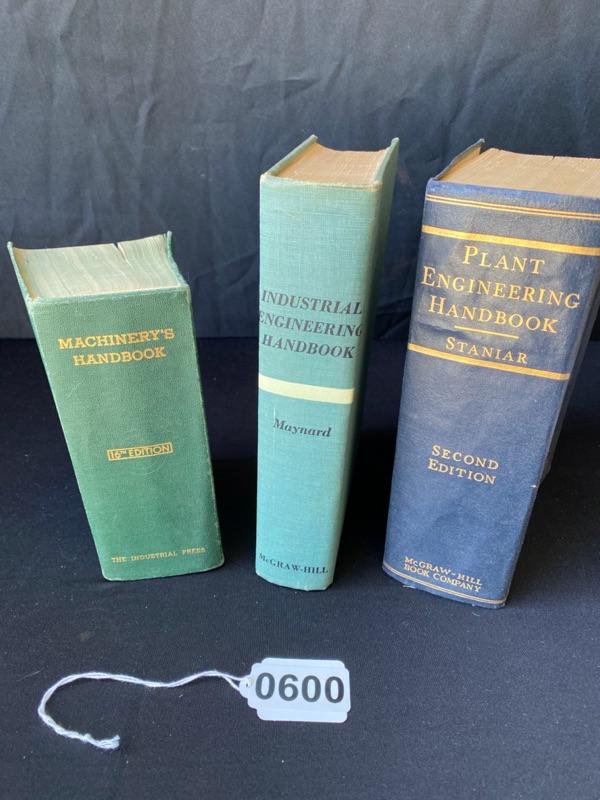 MACHINERY'S
HANDBOOK
16TH EDITION
THE INDUSTRIAL PRESS
INDUSTRIAL
ENGINEERING
HANDBOOK
Maynard
McGRAW-HILL
PLANT
ENGINEERING
HANDBOOK
STANIAR
SECOND
EDITION
McGRAW-HILL
BOOK COMPANY
0600